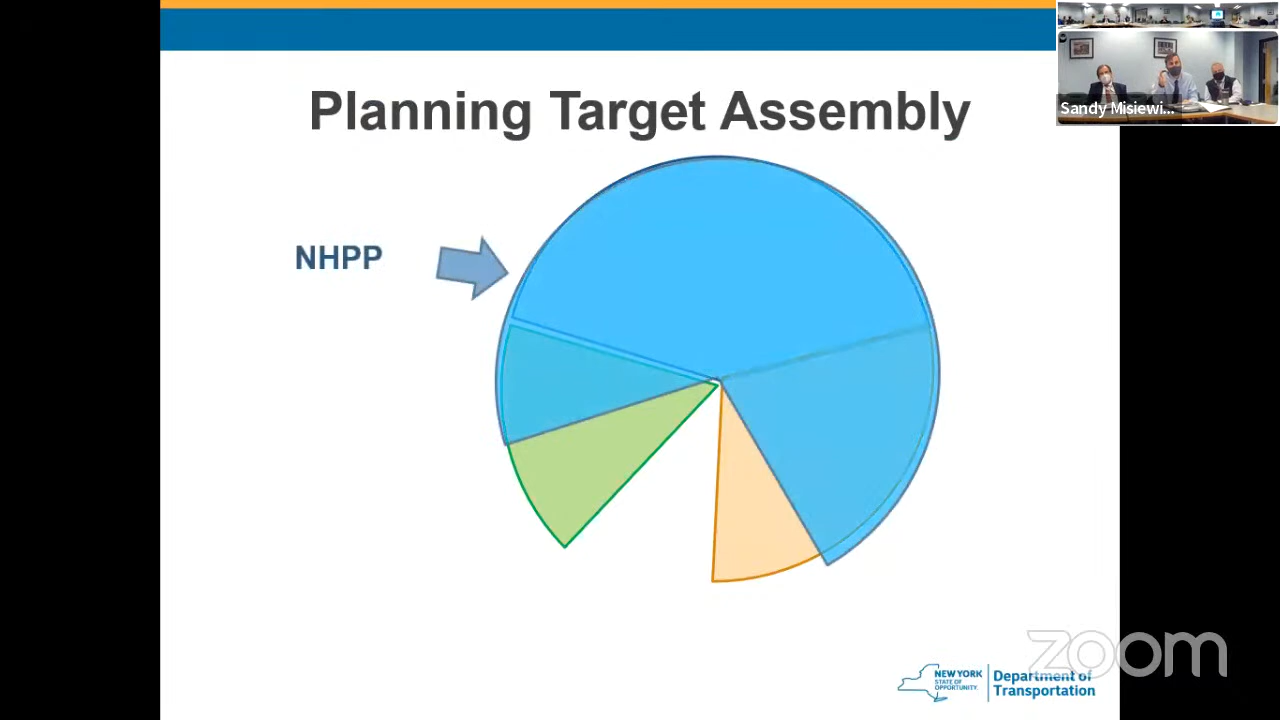 Sandy Misiewi...
Planning Target Assembly
NHPP
zoom
NEW YORK
STATE OF
OPPORTUNITY.
Department of
Transportation